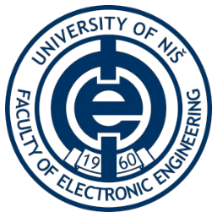 UNIVERSITY OF NIŠ
FACULTY OF ELECTRONIC ENGINEERING
e
1960